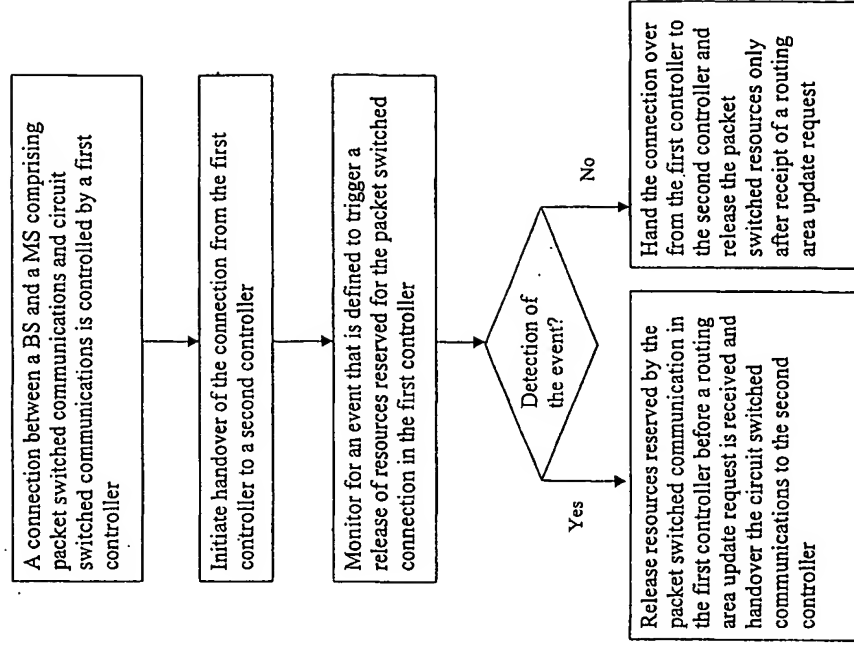 A connection between a BS and a MS comprising
packet switched communications and circuit
switched communications is controlled by a first
controller
Initiate handover of the connection from the first
controller to a second controller
Monitor for an event that is defined to trigger a
release of resources reserved for the packet switched
connection in the first controller
Detection of
the event?
Yes
No
Release resources reserved by the
packet switched communication in
the first controller before a routing
area update request is received and
handover the circuit switched
communications to the second
controller
Hand the connection over
from the first controller to
the second controller and
release the packet
switched resources only
after receipt of a routing
area update request